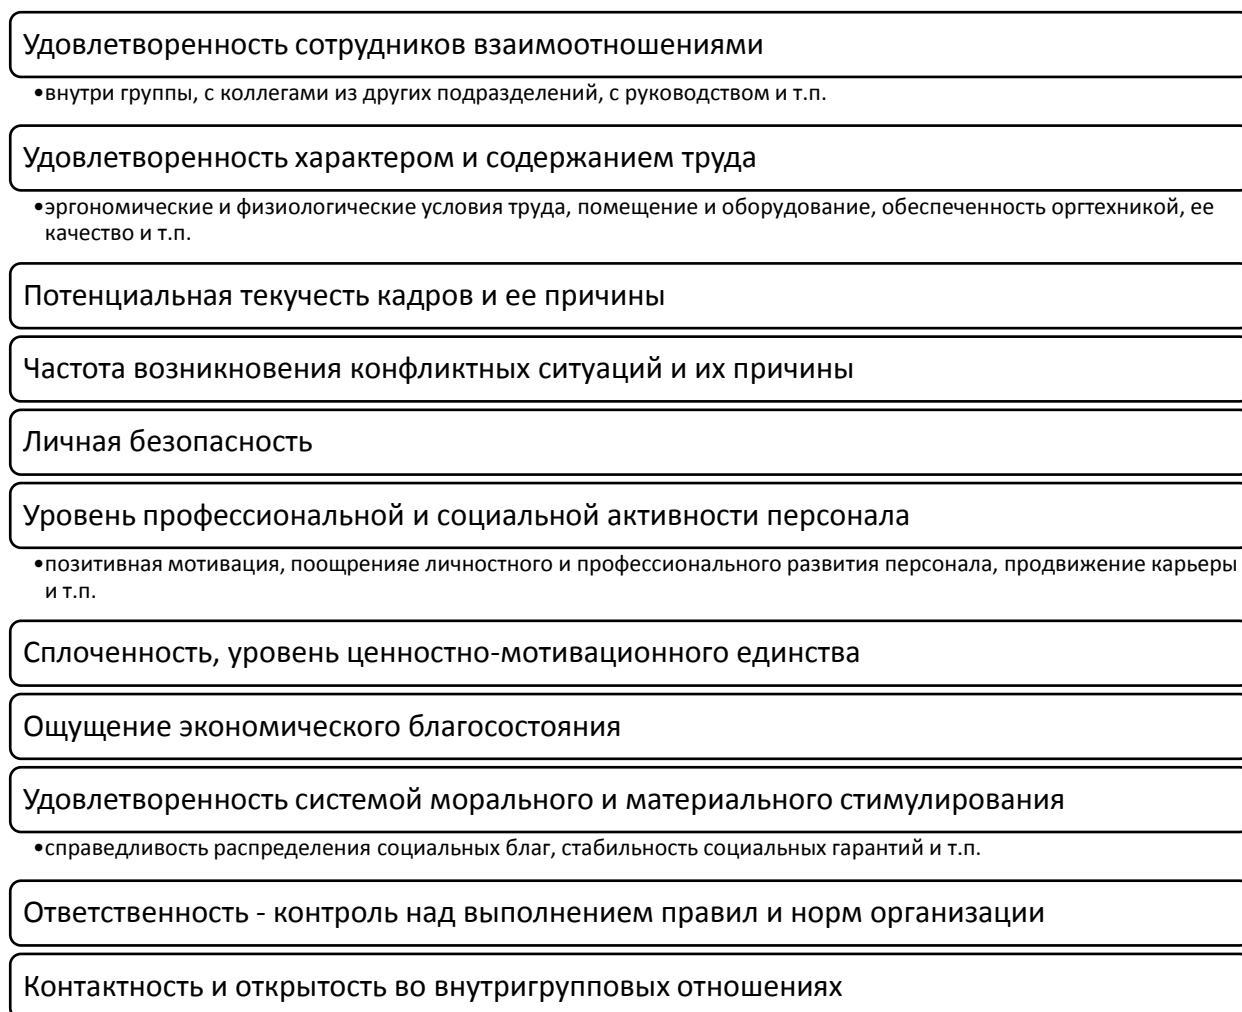 Удовлетворенность сотрудников взаимоотношениями
•внутри группы, с коллегами из других подразделений, с руководством и т.п.
Удовлетворенность характером и содержанием труда
•эргономические и физиологические условия труда, помещение и оборудование, обеспеченность оргтехникой, ее
качество и т.п.
Потенциальная текучесть кадров и ее причины
Частота возникновения конфликтных ситуаций и их причины
Личная безопасность
Уровень профессиональной и социальной активности персонала
•позитивная мотивация, поощренияе личностного и профессионального развития персонала, продвижение карьеры
и т.п.
Сплоченность, уровень ценностно-мотивационного единства
Ощущение экономического благосостояния
Удовлетворенность системой морального и материального стимулирования
•справедливость распределения социальных благ, стабильность социальных гарантий и т.п.
Ответственность - контроль над выполнением правил и норм организации
Контактность и открытость во внутригрупповых отношениях